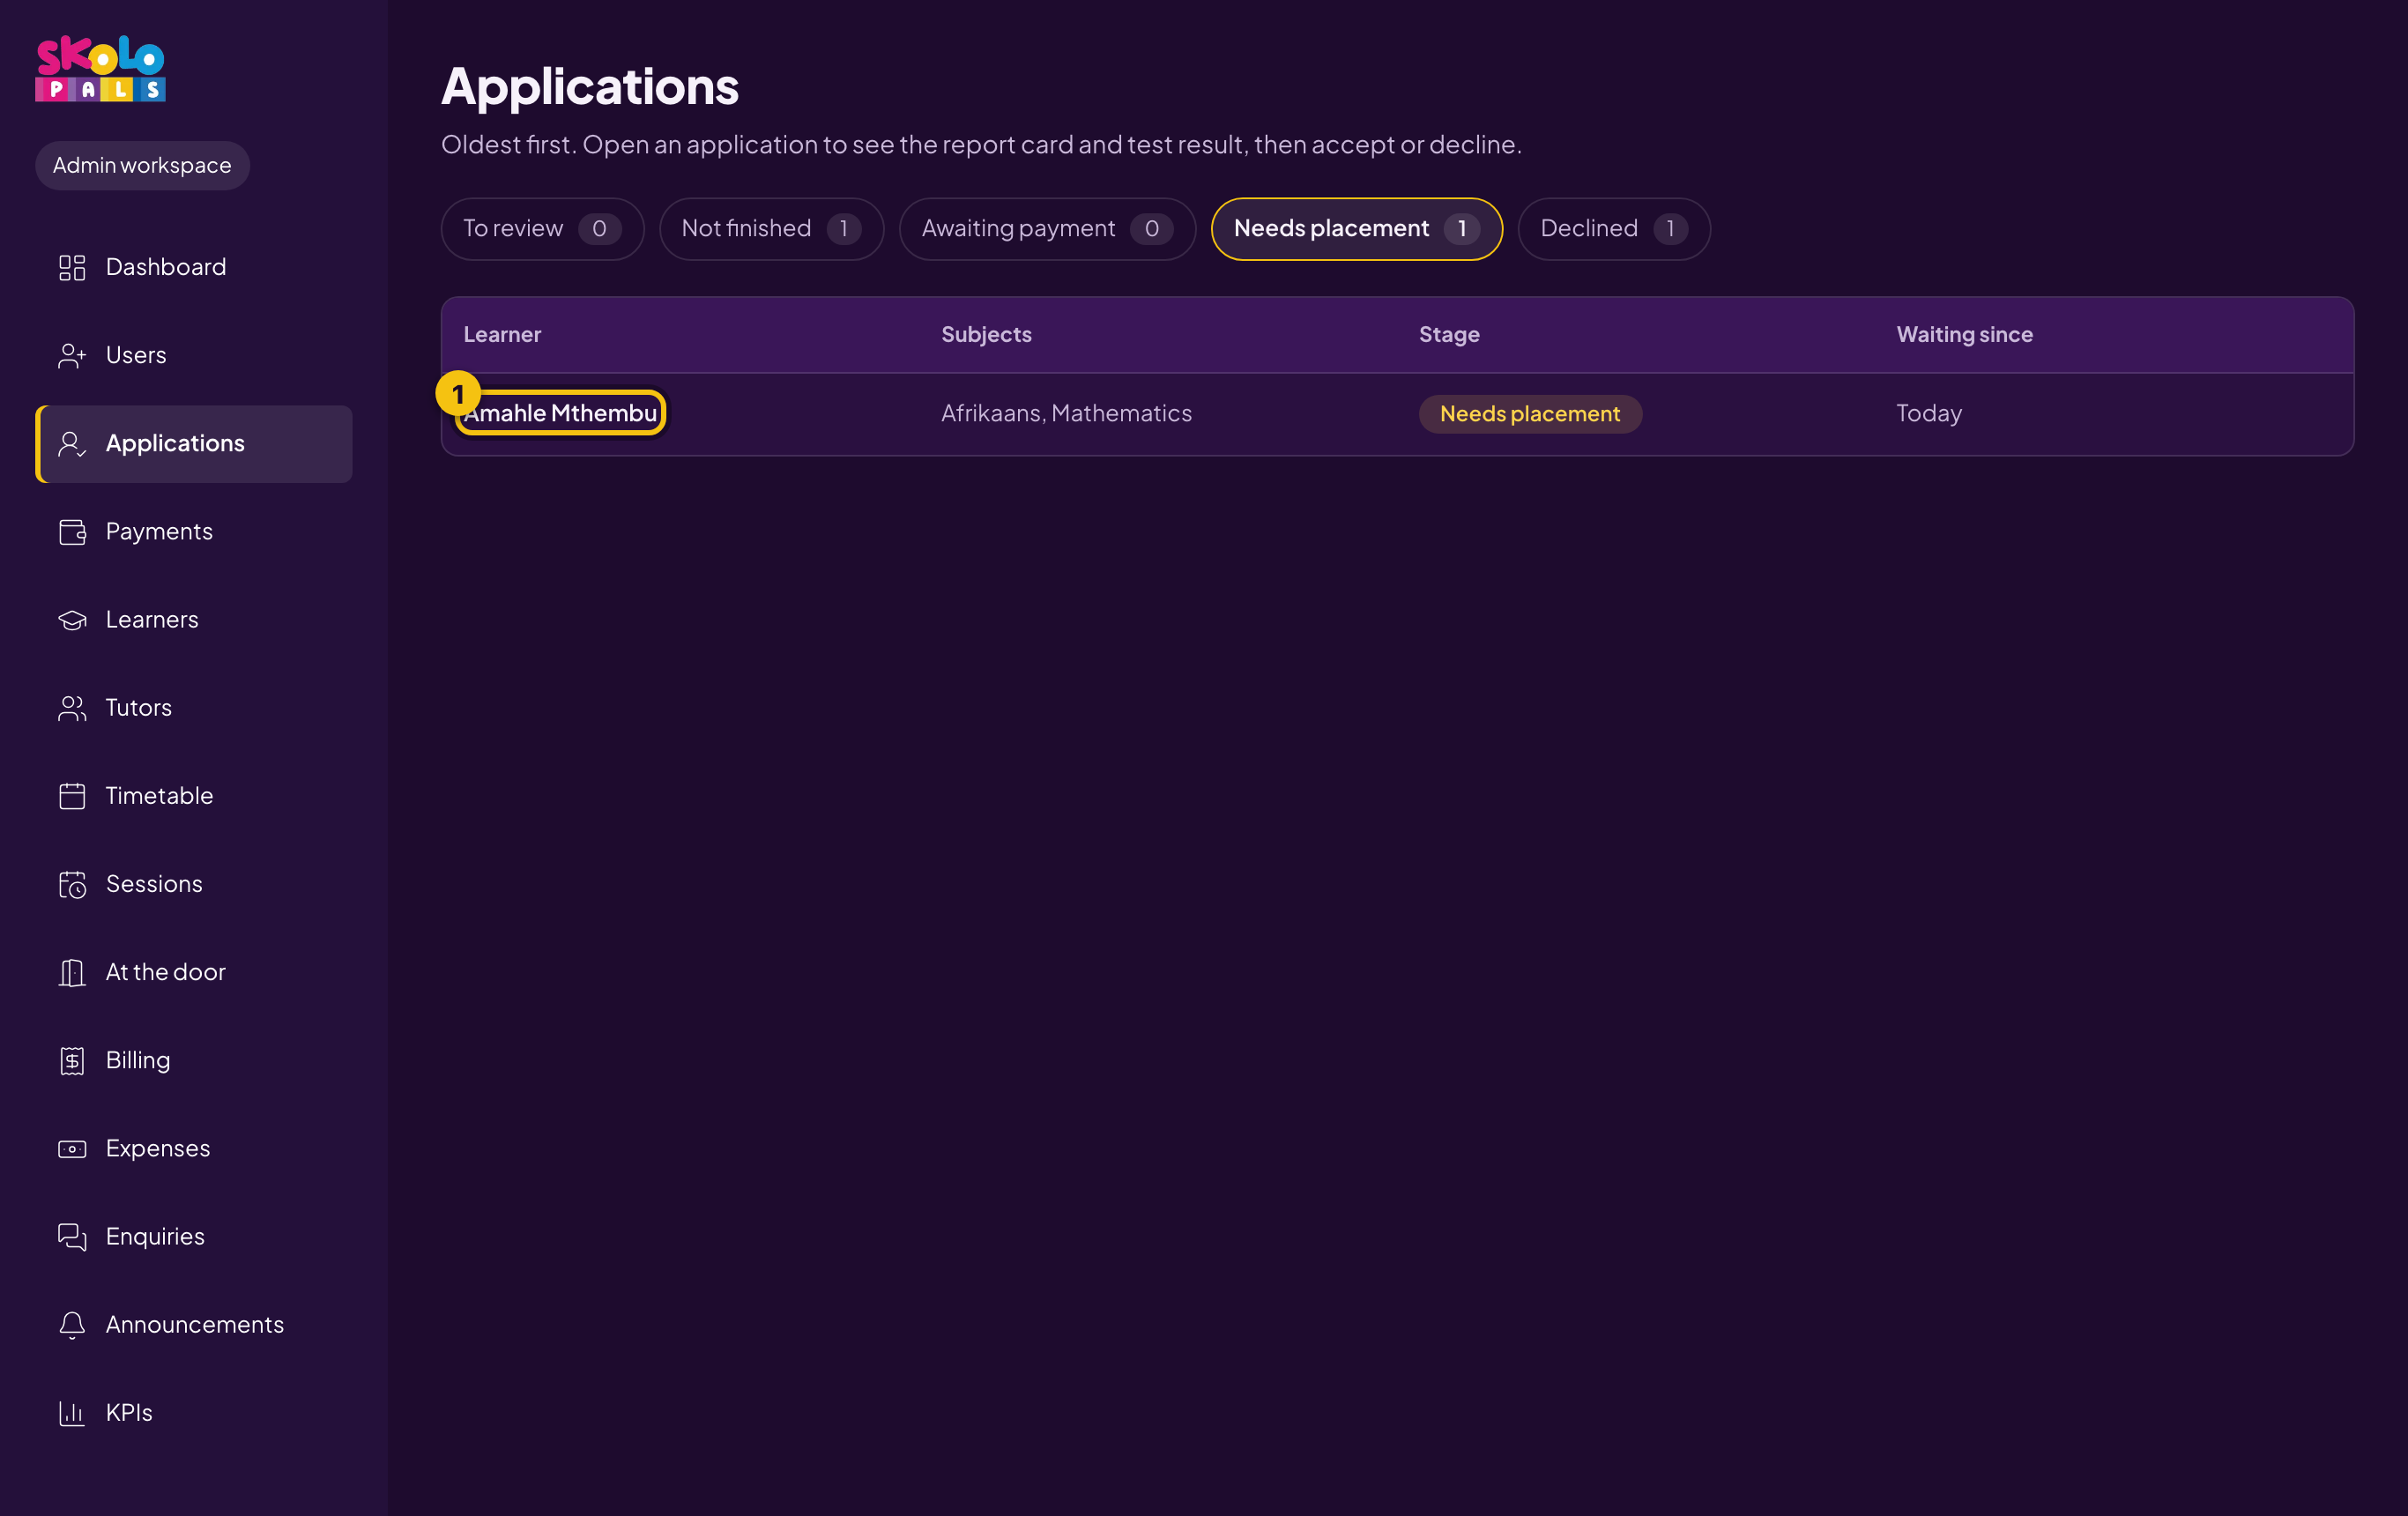 SKOLO
PALS
Admin workspace
Dashboard
Users
Applications
Payments
Learners
Tutors
Timetable
Sessions
At the door
Billing
Expenses
Enquiries
Announcements
KPIs
Applications
Oldest first. Open an application to see the report card and test result, then accept or decline.
To review 0 Not finished 1 Awaiting payment 0 Needs placement 1 Declined 1
Learner Subjects Stage Waiting since
1
Amahle Mthembu Afrikaans, Mathematics Needs placement Today